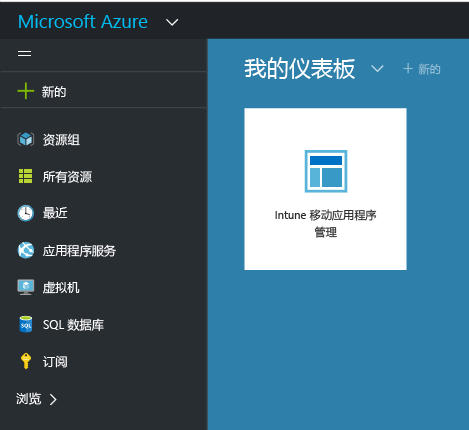 Microsoft Azure
新的
资源组
所有资源
最近
应用程序服务
虚拟机
SQL 数据库
订阅
浏览
我的仪表板
新的
Intune 移动应用程序
管理